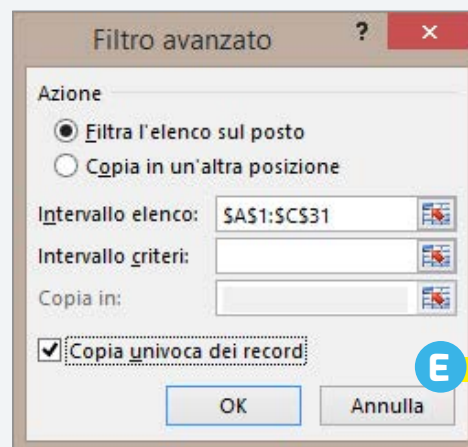 Filtro avanzato ? ×
Azione
Filtra l'elenco sul posto
Copia in un'altra posizione
Intervallo elenco: $A$1:$C$31
Intervallo criteri:
Copia in:
Copia univoca dei record
E
OK Annulla